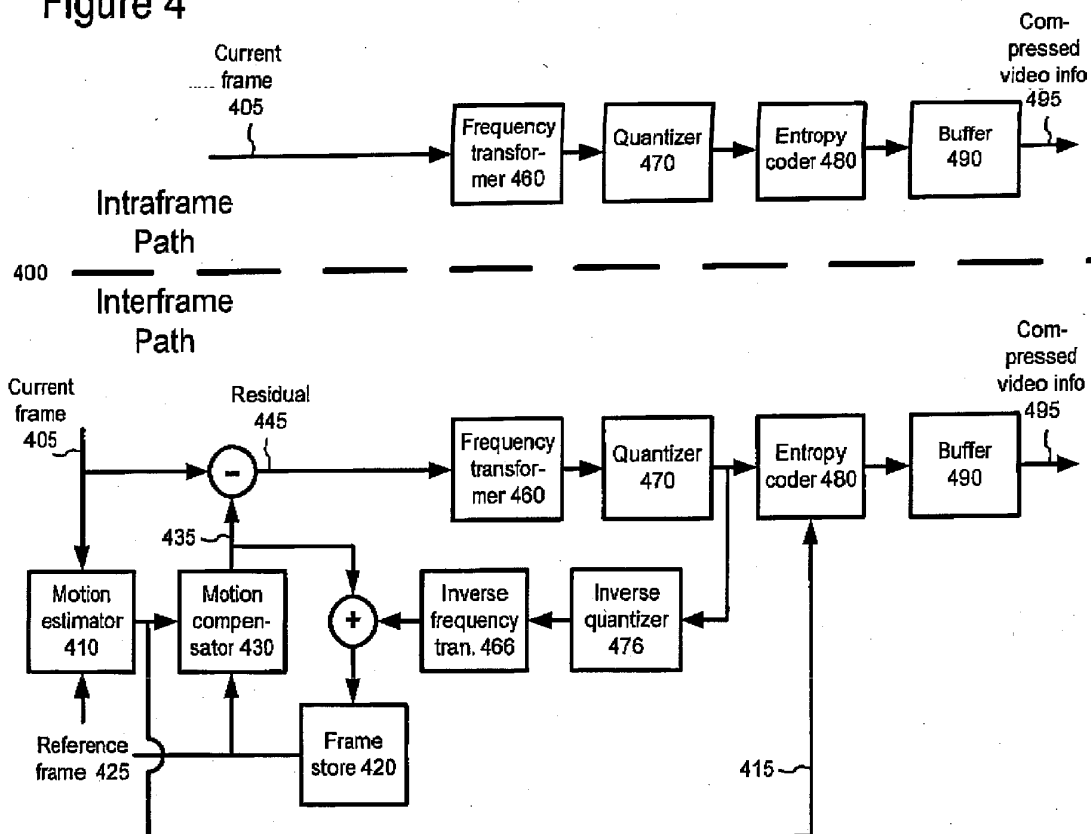 Figure 4
Current
frame
405
Frequency
transfor-
mer 460
Quantizer
470
Entropy
coder 480
Buffer
490
Com-
pressed
video info
495
Intraframe
Path
400
Interframe
Path
Current
frame
405
Residual
445
Frequency
transfor-
mer 460
Quantizer
470
Entropy
coder 480
Buffer
490
Com-
pressed
video info
495
-
435
Motion
estimator
410
Motion
compen-
sator 430
+
Inverse
frequency
tran. 466
Inverse
quantizer
476
Reference
frame 425
Frame
store 420
415